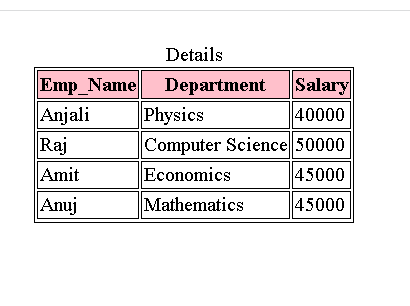 Details
Emp_Name Department Salary
Anjali Physics 40000
Raj Computer Science 50000
Amit Economics 45000
Anuj Mathematics 45000